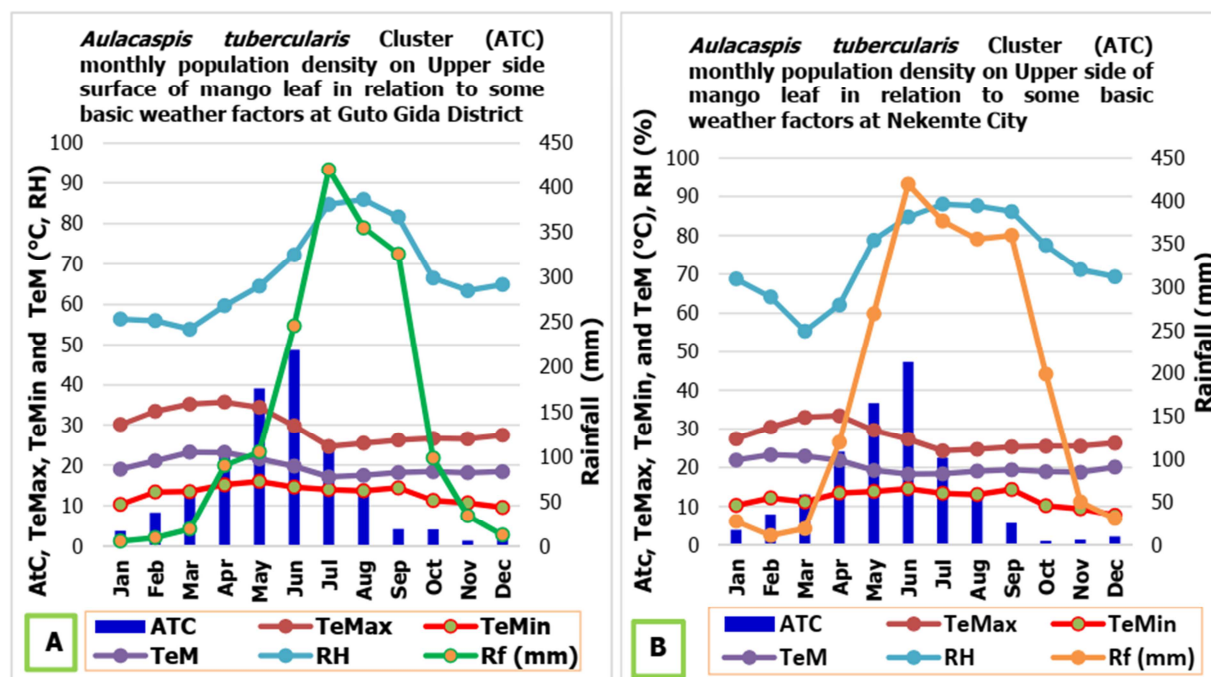 Aulacaspis tubercularis Cluster (ATC)
monthly population density on Upper side
surface of mango leaf in relation to some
basic weather factors at Guto Gida District
AtC, TeMax, TeMin and TeM (°C, RH)
100
90
80
70
60
50
40
30
20
10
0
450
400
350
300
250
200
150
100
50
0
Rainfall (mm)
Jan Feb Mar Apr May Jun Jul Aug Sep Oct Nov Dec
A
ATC TeMax TeMin
TeM RH Rf (mm)
Aulacaspis tubercularis Cluster (ATC)
monthly population density on Upper side of
mango leaf in relation to some basic
weather factors at Nekemte City
Atc, TeMax, TeMin, and TeM (°C), RH (%)
100
90
80
70
60
50
40
30
20
10
0
450
400
350
300
250
200
150
100
50
0
Rainfall (mm)
Jan Feb Mar Apr May Jun Jul Aug Sep Oct Nov Dec
B
ATC TeMax TeMin
TeM RH Rf (mm)